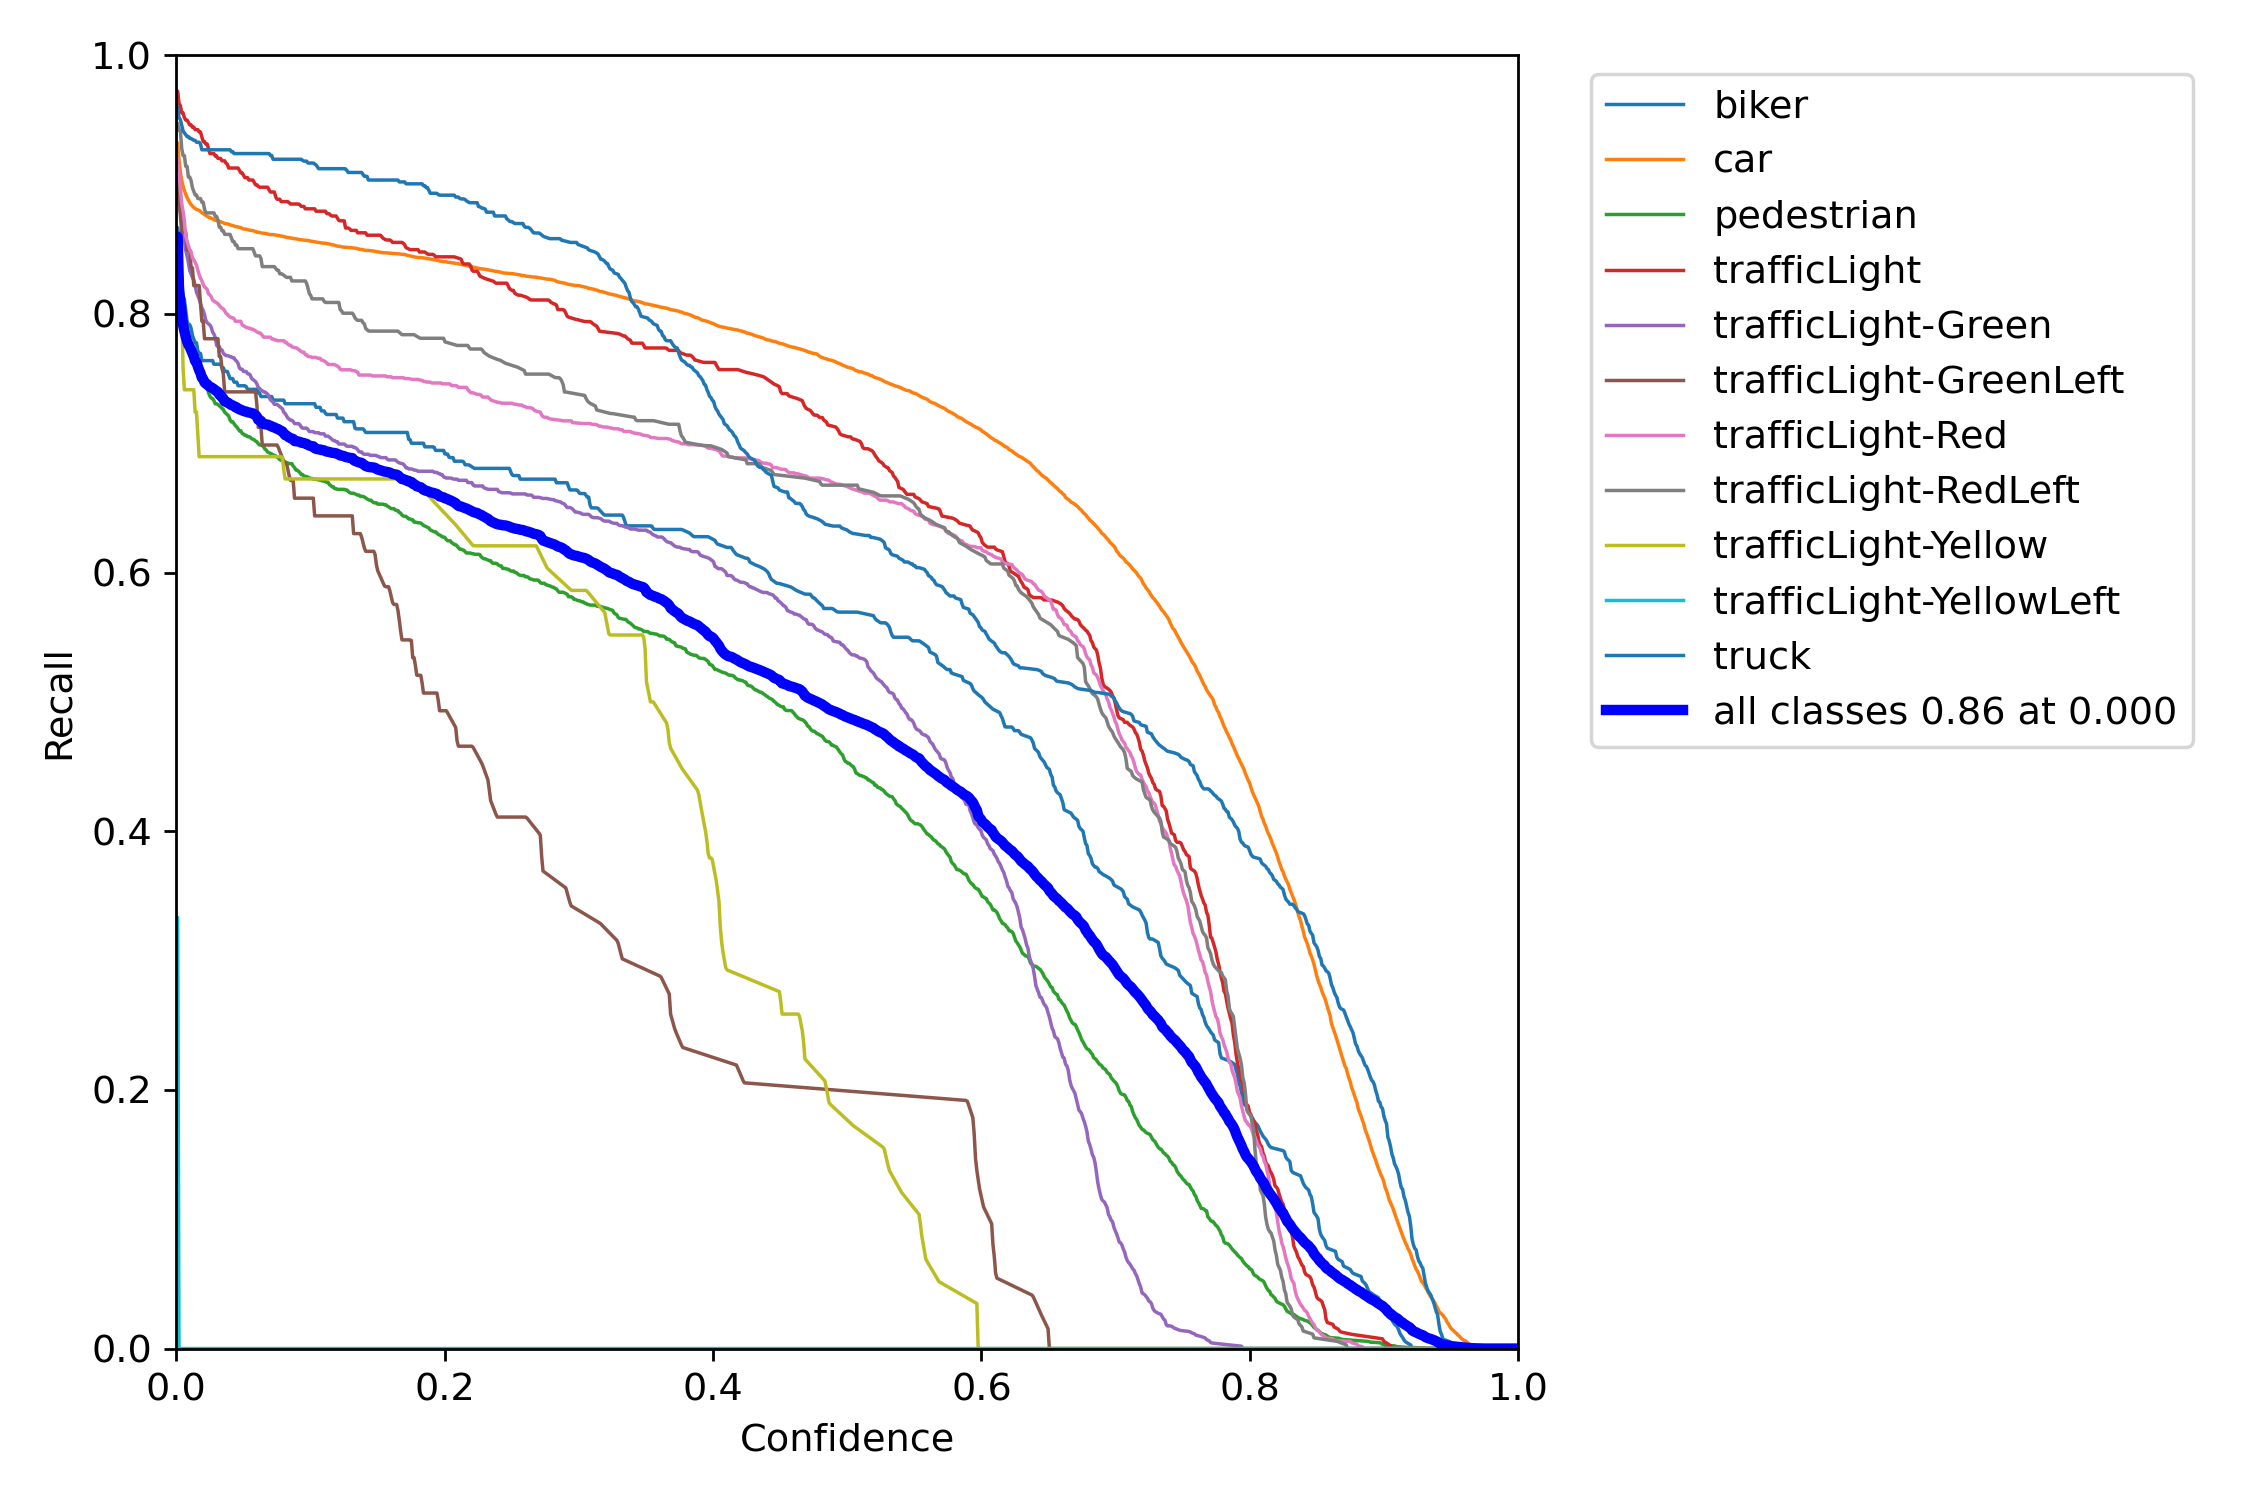 1.0
0.8
0.6
0.4
0.2
0.0
Recall
0.0 0.2 0.4 0.6 0.8 1.0
Confidence
biker
car
pedestrian
trafficLight
trafficLight-Green
trafficLight-GreenLeft
trafficLight-Red
trafficLight-RedLeft
trafficLight-Yellow
trafficLight-YellowLeft
truck
all classes 0.86 at 0.000